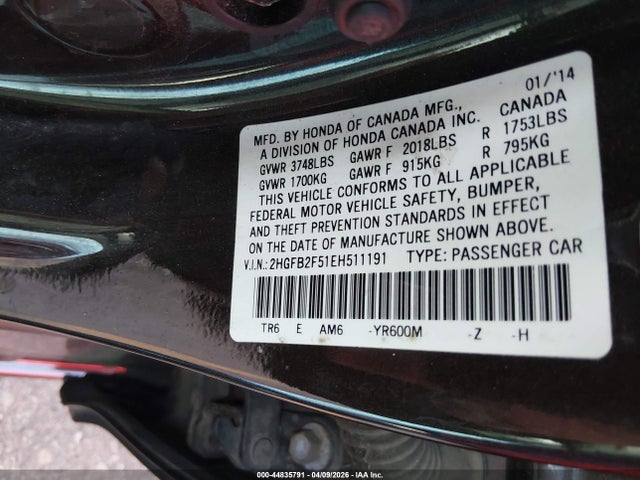 01/'14
MFD. BY HONDA OF CANADA MFG., CANADA
A DIVISION OF HONDA CANADA INC.
GVWR 3748LBS GAWR F 2018LBS R 1753LBS
GVWR 1700KG GAWR F 915KG R 795KG
THIS VEHICLE CONFORMS TO ALL APPLICABLE
FEDERAL MOTOR VEHICLE SAFETY, BUMPER,
AND THEFT PREVENTION STANDARDS IN EFFECT
ON THE DATE OF MANUFACTURE SHOWN ABOVE.
V.I.N.: 2HGFB2F51EH511191 TYPE: PASSENGER CAR
TR6 E AM6 -YR600M -Z -H
000-44835791 - 04/09/2026 - IAA Inc.